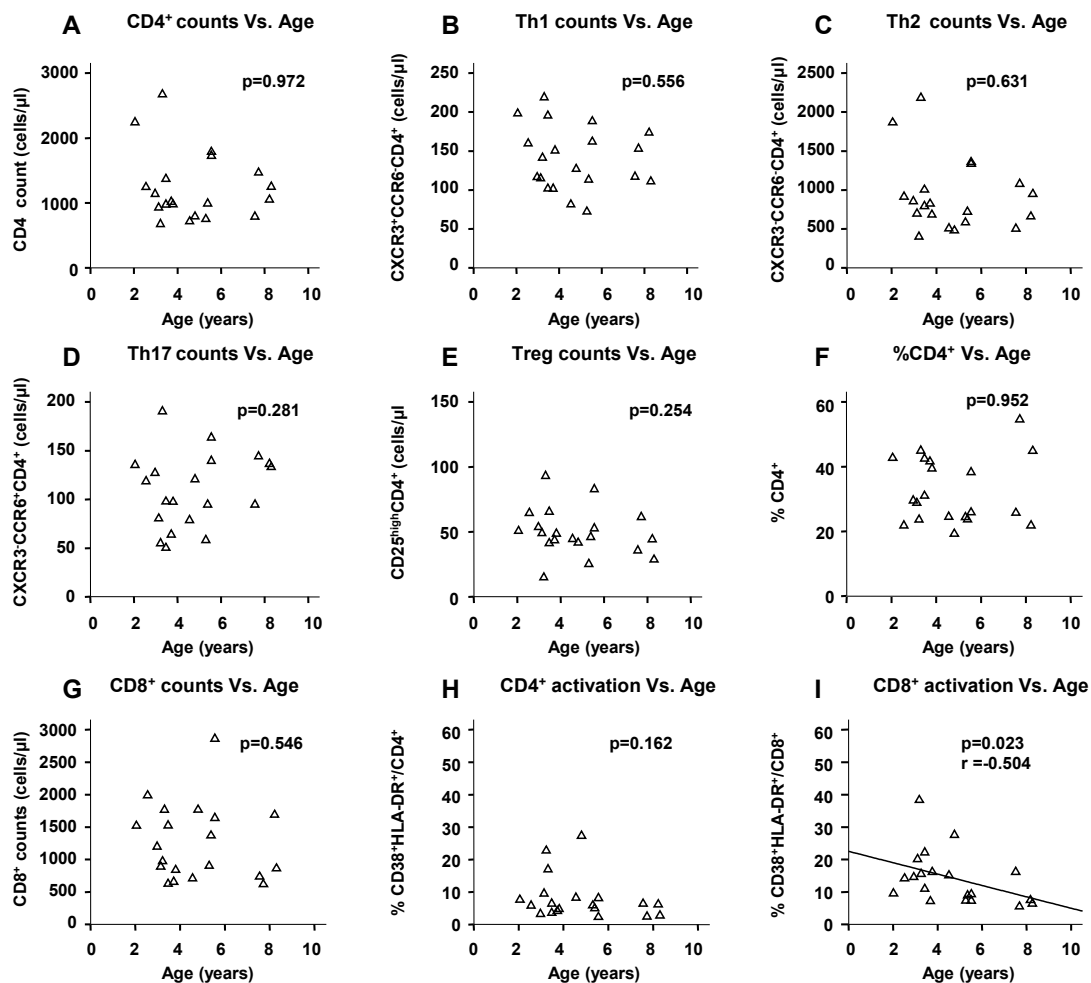 A CD4⁺ counts Vs. Age
CD4 count (cells/µl)
3000
2000
1000
0
p=0.972
0 2 4 6 8 10
Age (years)
B Th1 counts Vs. Age
CXCR3⁺CCR6⁻CD4⁺ (cells/µl)
250
200
150
100
50
0
p=0.556
0 2 4 6 8 10
Age (years)
C Th2 counts Vs. Age
CXCR3⁻CCR6⁻CD4⁺ (cells/µl)
2500
2000
1500
1000
500
0
p=0.631
0 2 4 6 8 10
Age (years)
D Th17 counts Vs. Age
CXCR3⁻CCR6⁺CD4⁺ (cells/µl)
200
150
100
50
0
p=0.281
0 2 4 6 8 10
Age (years)
E Treg counts Vs. Age
CD25ʰⁱᵍʰCD4⁺ (cells/µl
150
100
50
0
p=0.254
0 2 4 6 8 10
Age (years)
F %CD4⁺ Vs. Age
% CD4⁺
60
40
20
0
p=0.952
0 2 4 6 8 10
Age (years)
G CD8⁺ counts Vs. Age
CD8⁺ counts (cells/µl)
3000
2500
2000
1500
1000
500
0
p=0.546
0 2 4 6 8 10
Age (years)
H CD4⁺ activation Vs. Age
% CD38⁺HLA-DR⁺/CD4⁺
60
50
40
30
20
10
0
p=0.162
0 2 4 6 8 10
Age (years)
I CD8⁺ activation Vs. Age
% CD38⁺HLA-DR⁺/CD8⁺
60
50
40
30
20
10
0
p=0.023
r =-0.504
0 2 4 6 8 10
Age (years)